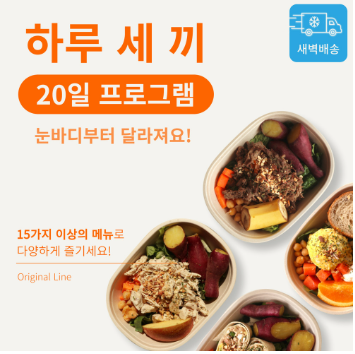 새벽배송
하루 세 끼
20일 프로그램
눈바디부터 달라져요!
15가지 이상의 메뉴로
다양하게 즐기세요!
Original Line